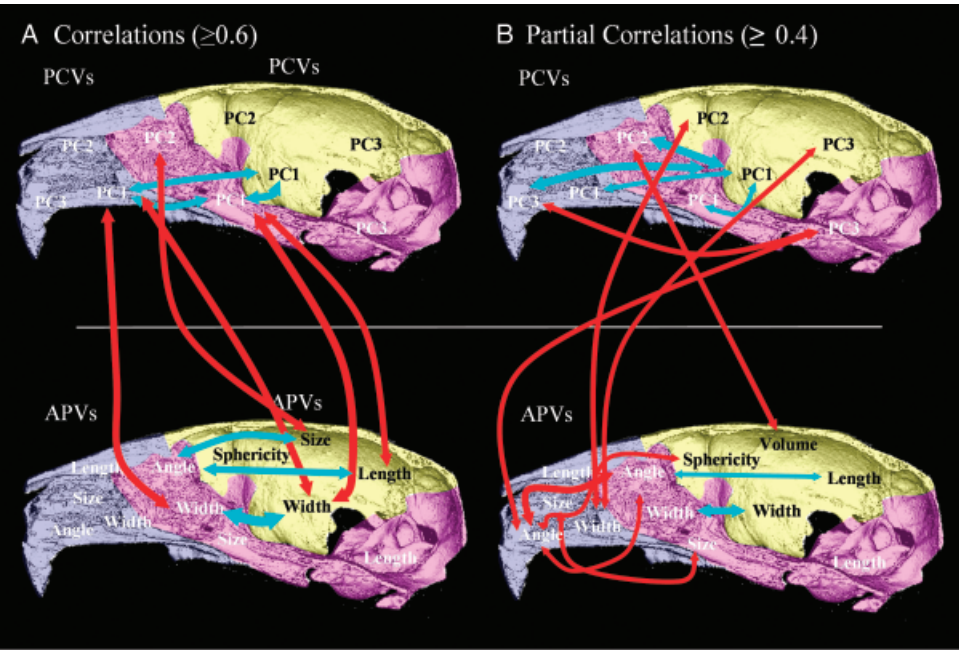 A Correlations (≥0.6)
PCVs
PCVs
PC2
PC2
PC2
PC3
PC1
PC1
PC3
PC1
PC3
APVs
APVs
Size
Sphericity
Length
Angle
Length
Size
Width
Width
Width
Angle
Size
Length
B Partial Correlations (≥ 0.4)
PCVs
PC2
PC2
PC2
PC3
PC1
PC1
PC3
PC1
PC3
APVs
Volume
Sphericity
Length
Angle
Length
Size
Width
Width
Width
Angle
Size
Length